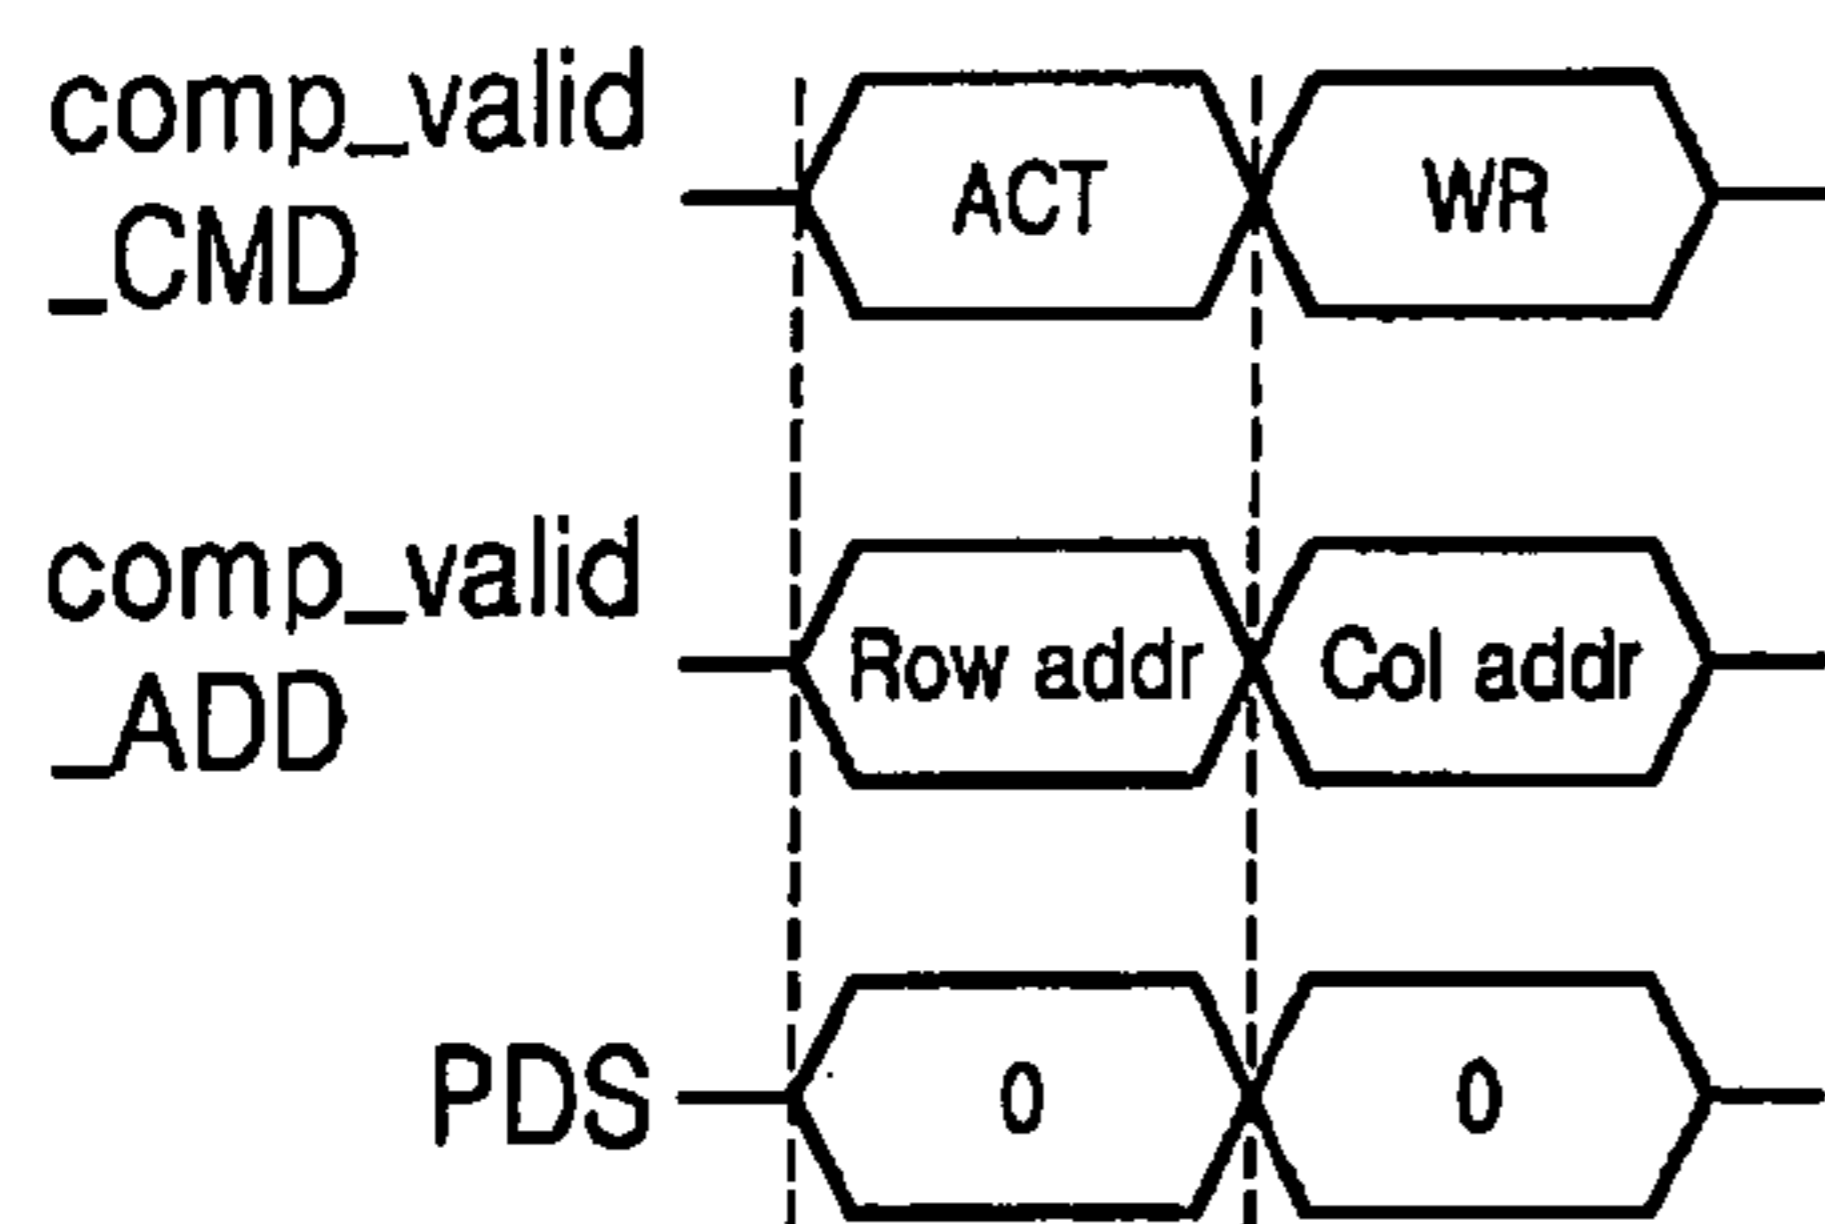 comp_valid
_CMD
ACT WR
comp_valid
_ADD
Row addr Col addr
PDS 0 0